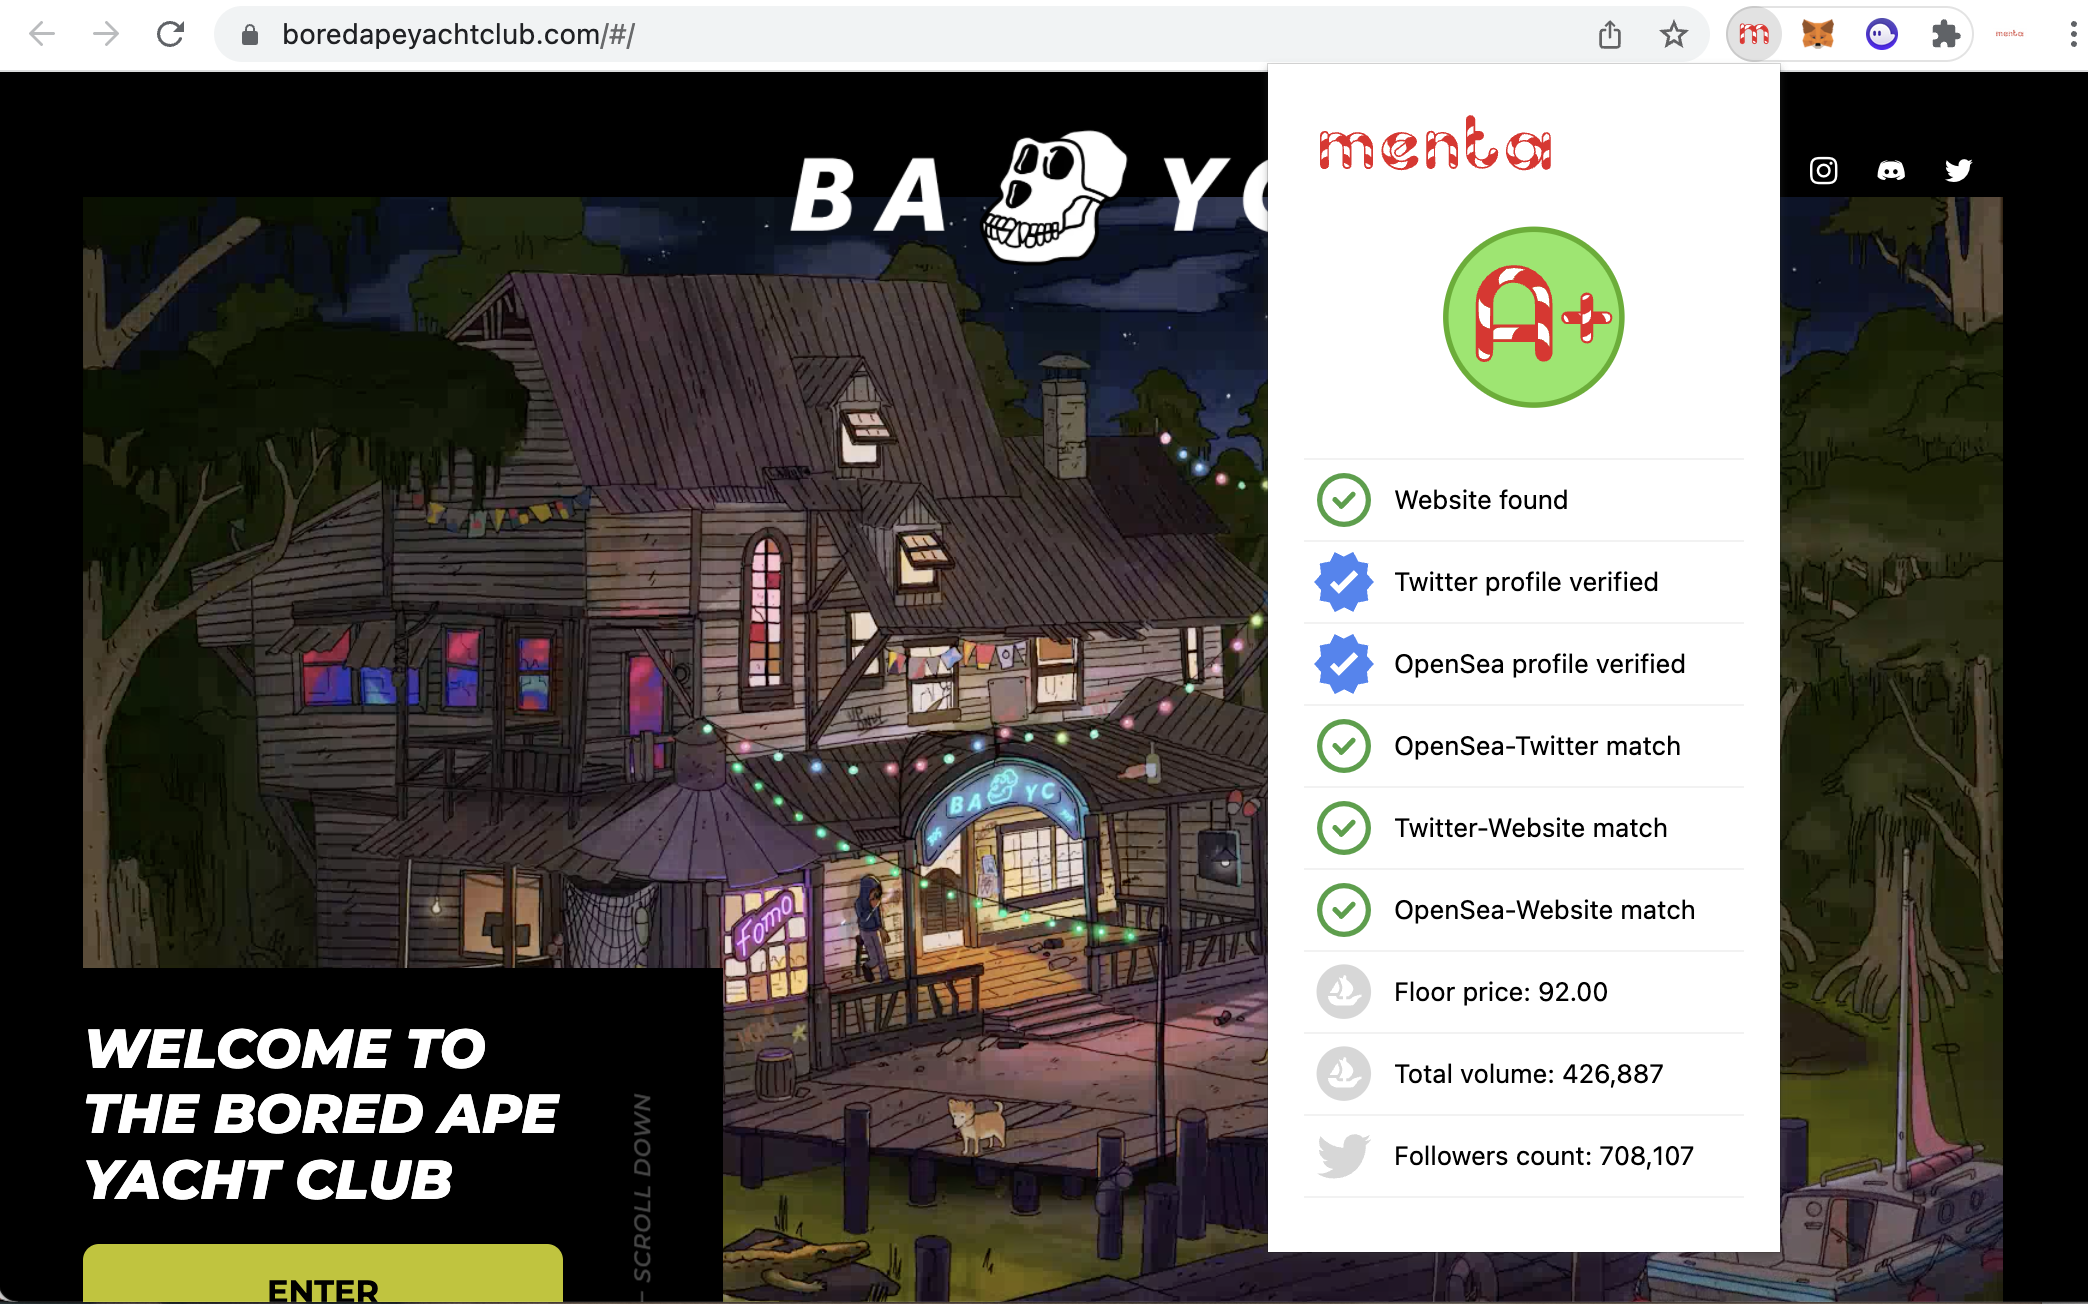 boredapeyachtclub.com/#/
m
menta
BA YC
menta
A+
Website found
Twitter profile verified
OpenSea profile verified
OpenSea-Twitter match
Twitter-Website match
OpenSea-Website match
Floor price: 92.00
Total volume: 426,887
Followers count: 708,107
BA YC
Fomo
WELCOME TO
THE BORED APE
YACHT CLUB
SCROLL DOWN
ENTER